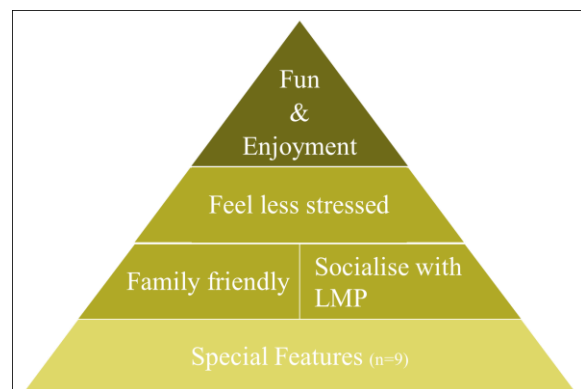 Fun
&
Enjoyment
Feel less stressed
Family friendly
Socialise with
LMP
Special Features (n=9)